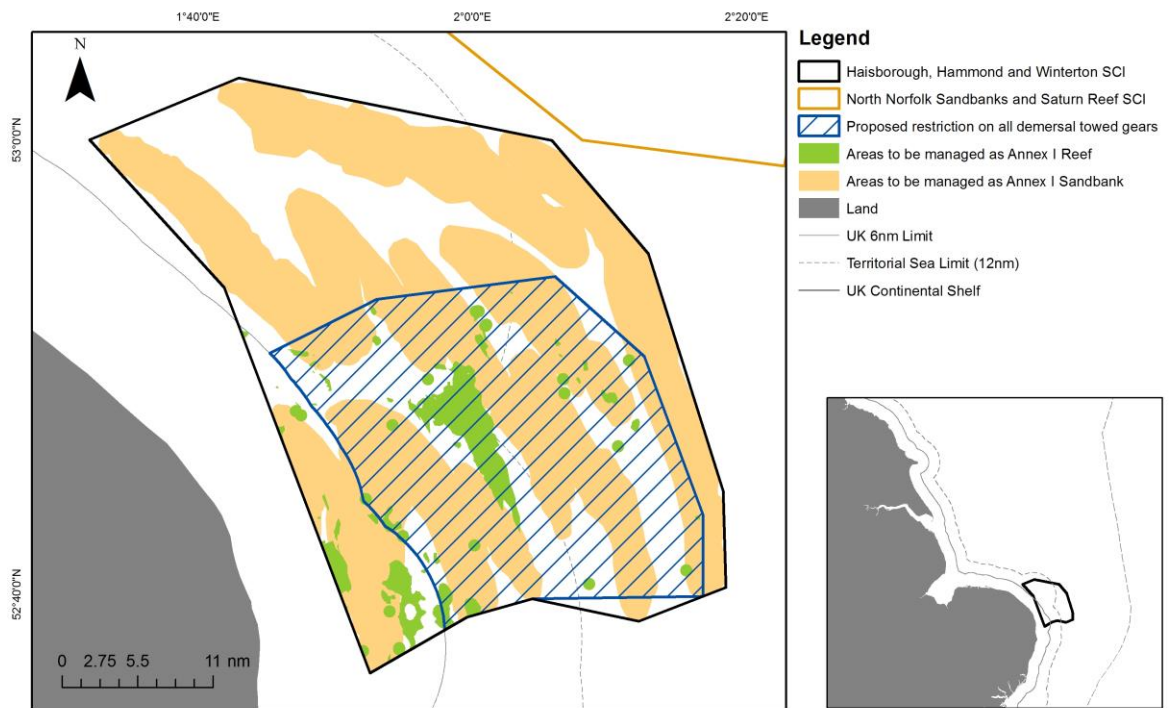 1°40'0"E
2°0'0"E
2°20'0"E
N
53°0'0"N
52°40'0"N
0 2.75 5.5 11 nm
Legend
Haisborough, Hammond and Winterton SCI
North Norfolk Sandbanks and Saturn Reef SCI
Proposed restriction on all demersal towed gears
Areas to be managed as Annex I Reef
Areas to be managed as Annex I Sandbank
Land
UK 6nm Limit
Territorial Sea Limit (12nm)
UK Continental Shelf